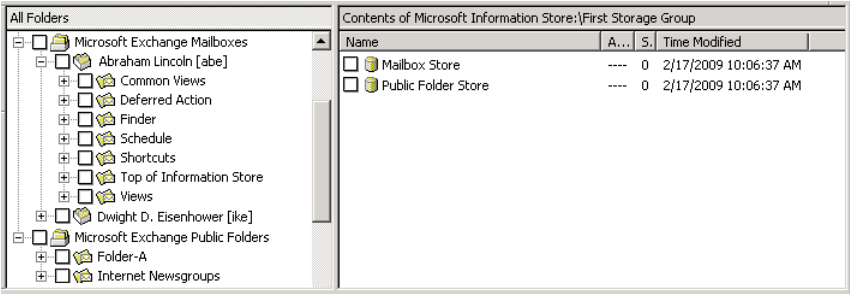 All Folders
Microsoft Exchange Mailboxes
Abraham Lincoln [abe]
Common Views
Deferred Action
Finder
Schedule
Shortcuts
Top of Information Store
Views
Dwight D. Eisenhower [ike]
Microsoft Exchange Public Folders
Folder-A
Internet Newsgroups
Contents of Microsoft Information Store:\First Storage Group
Name A... S. Time Modified
Mailbox Store ---- 0 2/17/2009 10:06:37 AM
Public Folder Store ---- 0 2/17/2009 10:06:37 AM